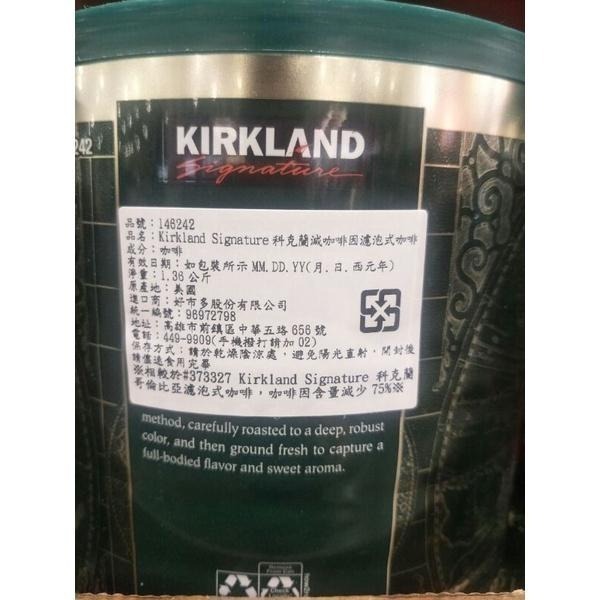 KIRKLAND
Signature
242
品號：146242
品名：Kirkland Signature 科克蘭減咖啡因濾泡式咖啡
成分：咖啡
有效日期：如包裝所示 MM.DD.YY(月.日.西元年)
淨重：1.36 公斤
原產地：美國
進口商：好市多股份有限公司
統一編號：96972798
地址：高雄市前鎮區中華五路 656 號
電話：449-9909(手機撥打請加 02)
保存方式：請於乾燥陰涼處，避免陽光直射，開封後
請儘速食用完畢
※相較於#373327 Kirkland Signature 科克蘭
哥倫比亞濾泡式咖啡，咖啡因含量減少 75%※
method, carefully roasted to a deep, robust
color, and then ground fresh to capture a
full-bodied flavor and sweet aroma.
Remove
From Can
Check